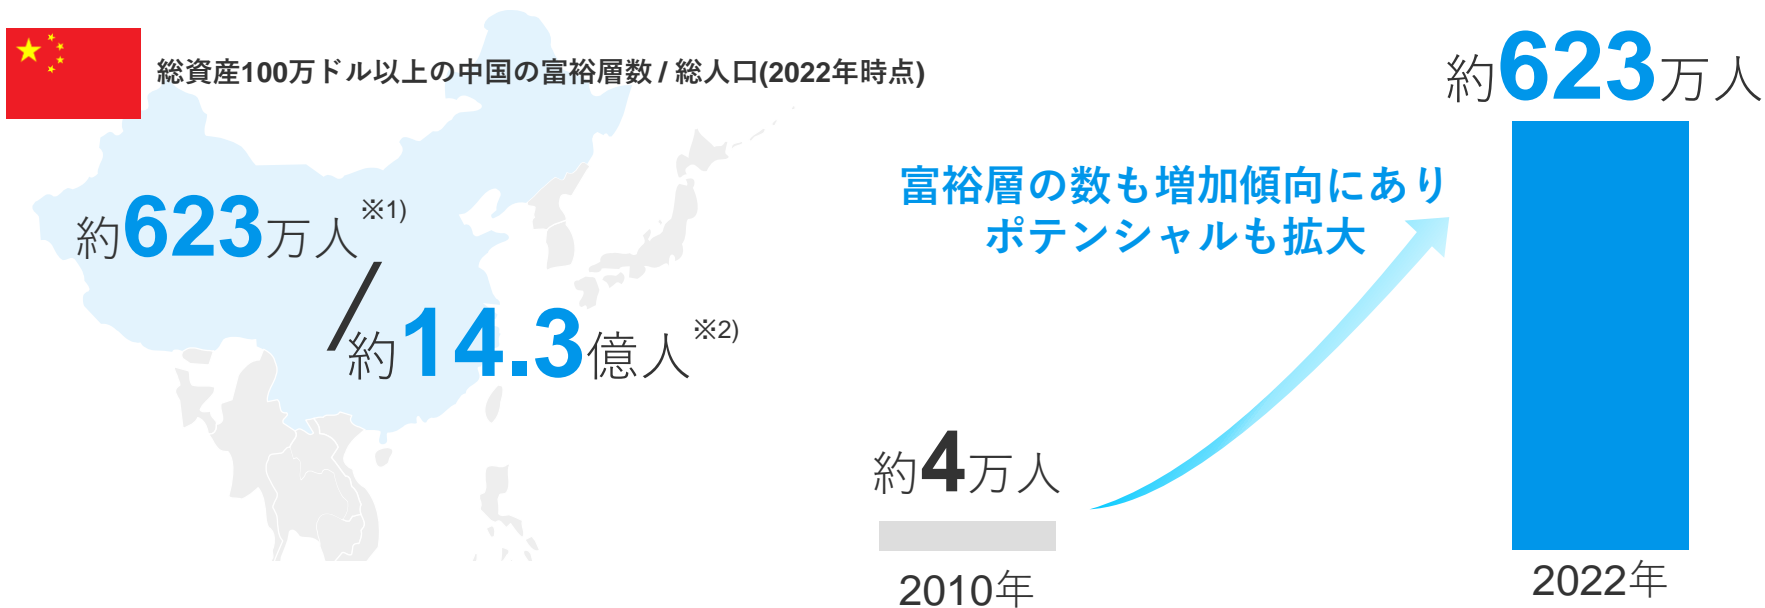 総資産100万ドル以上の中国の富裕層数 / 総人口(2022年時点)
約623万人※1)
/
約14.3億人※2)
富裕層の数も増加傾向にあり
ポテンシャルも拡大
約4万人
2010年
約623万人
2022年